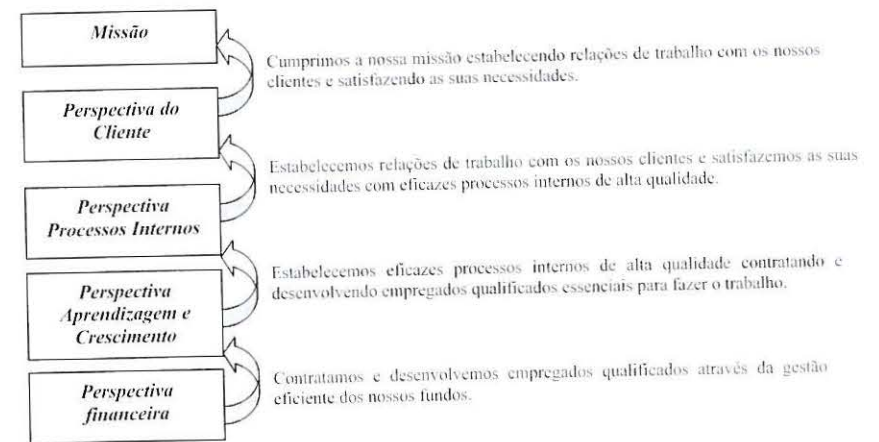 Missão
Cumprimos a nossa missão estabelecendo relações de trabalho com os nossos
clientes e satisfazendo as suas necessidades.
Perspectiva do
Cliente
Estabelecemos relações de trabalho com os nossos clientes e satisfazemos as suas
necessidades com eficazes processos internos de alta qualidade.
Perspectiva
Processos Internos
Estabelecemos eficazes processos internos de alta qualidade contratando e
desenvolvendo empregados qualificados essenciais para fazer o trabalho.
Perspectiva
Aprendizagem e
Crescimento
Contratamos e desenvolvemos empregados qualificados através da gestão
eficiente dos nossos fundos.
Perspectiva
financeira